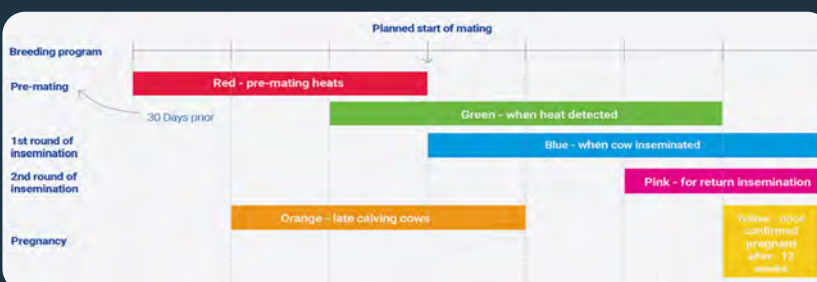 Planned start of mating
Breeding program
Pre-mating
Red - pre-mating heats
30 Days prior
Green - when heat detected
1st round of
insemination
Blue - when cow inseminated
2nd round of
insemination
Pink - for return insemination
Orange - late calving cows
Pregnancy
Yellow - once
confirmed
pregnant
after 12
weeks